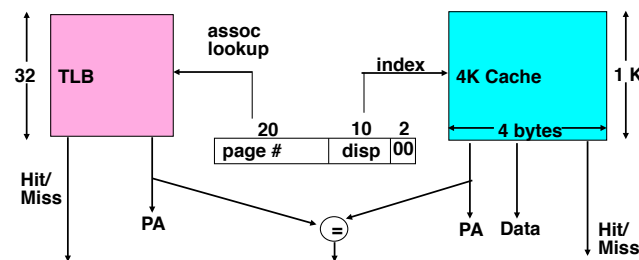 assoc
lookup
index
32
TLB
4K Cache
1 K
20
10
2
4 bytes
page #
disp
00
Hit/
Miss
PA
=
PA
Data
Hit/
Miss